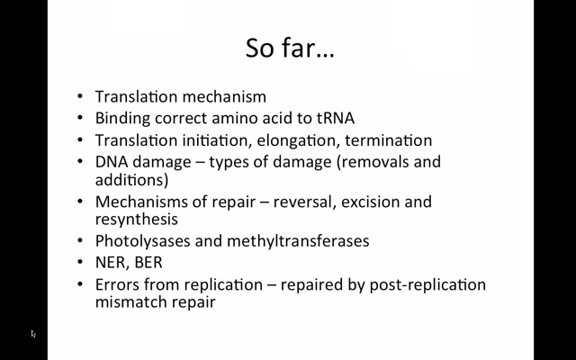 So far...
• Translation mechanism
• Binding correct amino acid to tRNA
• Translation initiation, elongation, termination
• DNA damage – types of damage (removals and
additions)
• Mechanisms of repair – reversal, excision and
resynthesis
• Photolysases and methyltransferases
• NER, BER
• Errors from replication – repaired by post-replication
mismatch repair